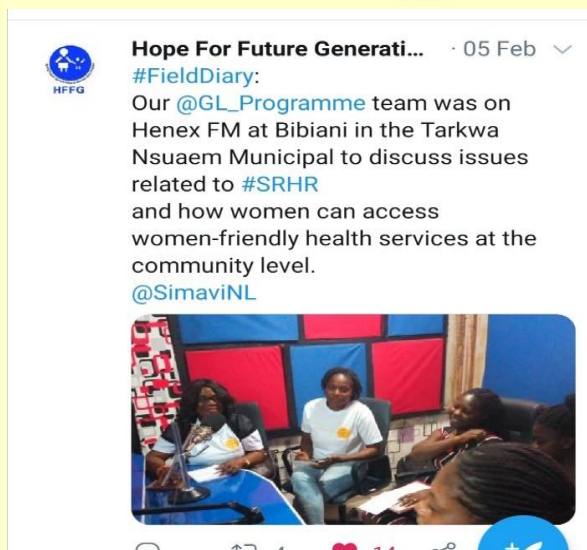 Hope For Future Generati... · 05 Feb
HFFG
#FieldDiary:
Our @GL_Programme team was on
Henex FM at Bibiani in the Tarkwa
Nsuaem Municipal to discuss issues
related to #SRHR
and how women can access
women-friendly health services at the
community level.
@SimaviNL